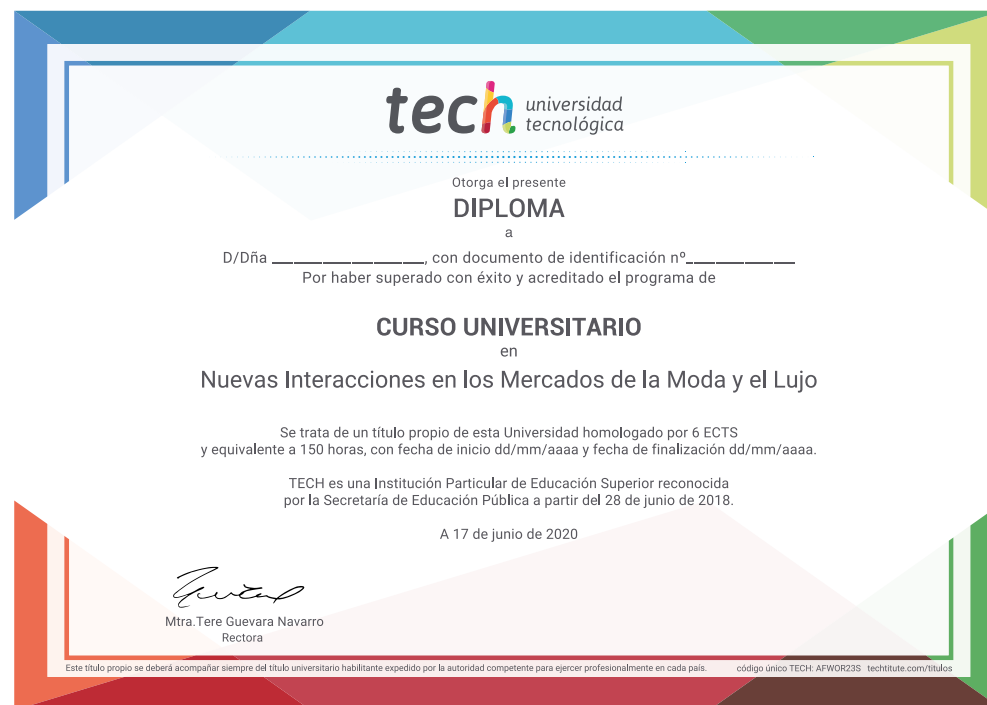 tech universidad
tecnológica
Otorga el presente
DIPLOMA
a
D/Dña ______________, con documento de identificación nº__________
Por haber superado con éxito y acreditado el programa de
CURSO UNIVERSITARIO
en
Nuevas Interacciones en los Mercados de la Moda y el Lujo
Se trata de un título propio de esta Universidad homologado por 6 ECTS
y equivalente a 150 horas, con fecha de inicio dd/mm/aaaa y fecha de finalización dd/mm/aaaa.
TECH es una Institución Particular de Educación Superior reconocida
por la Secretaría de Educación Pública a partir del 28 de junio de 2018.
A 17 de junio de 2020
Mtra.Tere Guevara Navarro
Rectora
Este título propio se deberá acompañar siempre del título universitario habilitante expedido por la autoridad competente para ejercer profesionalmente en cada país. código único TECH: AFWOR23S techtitute.com/titulos